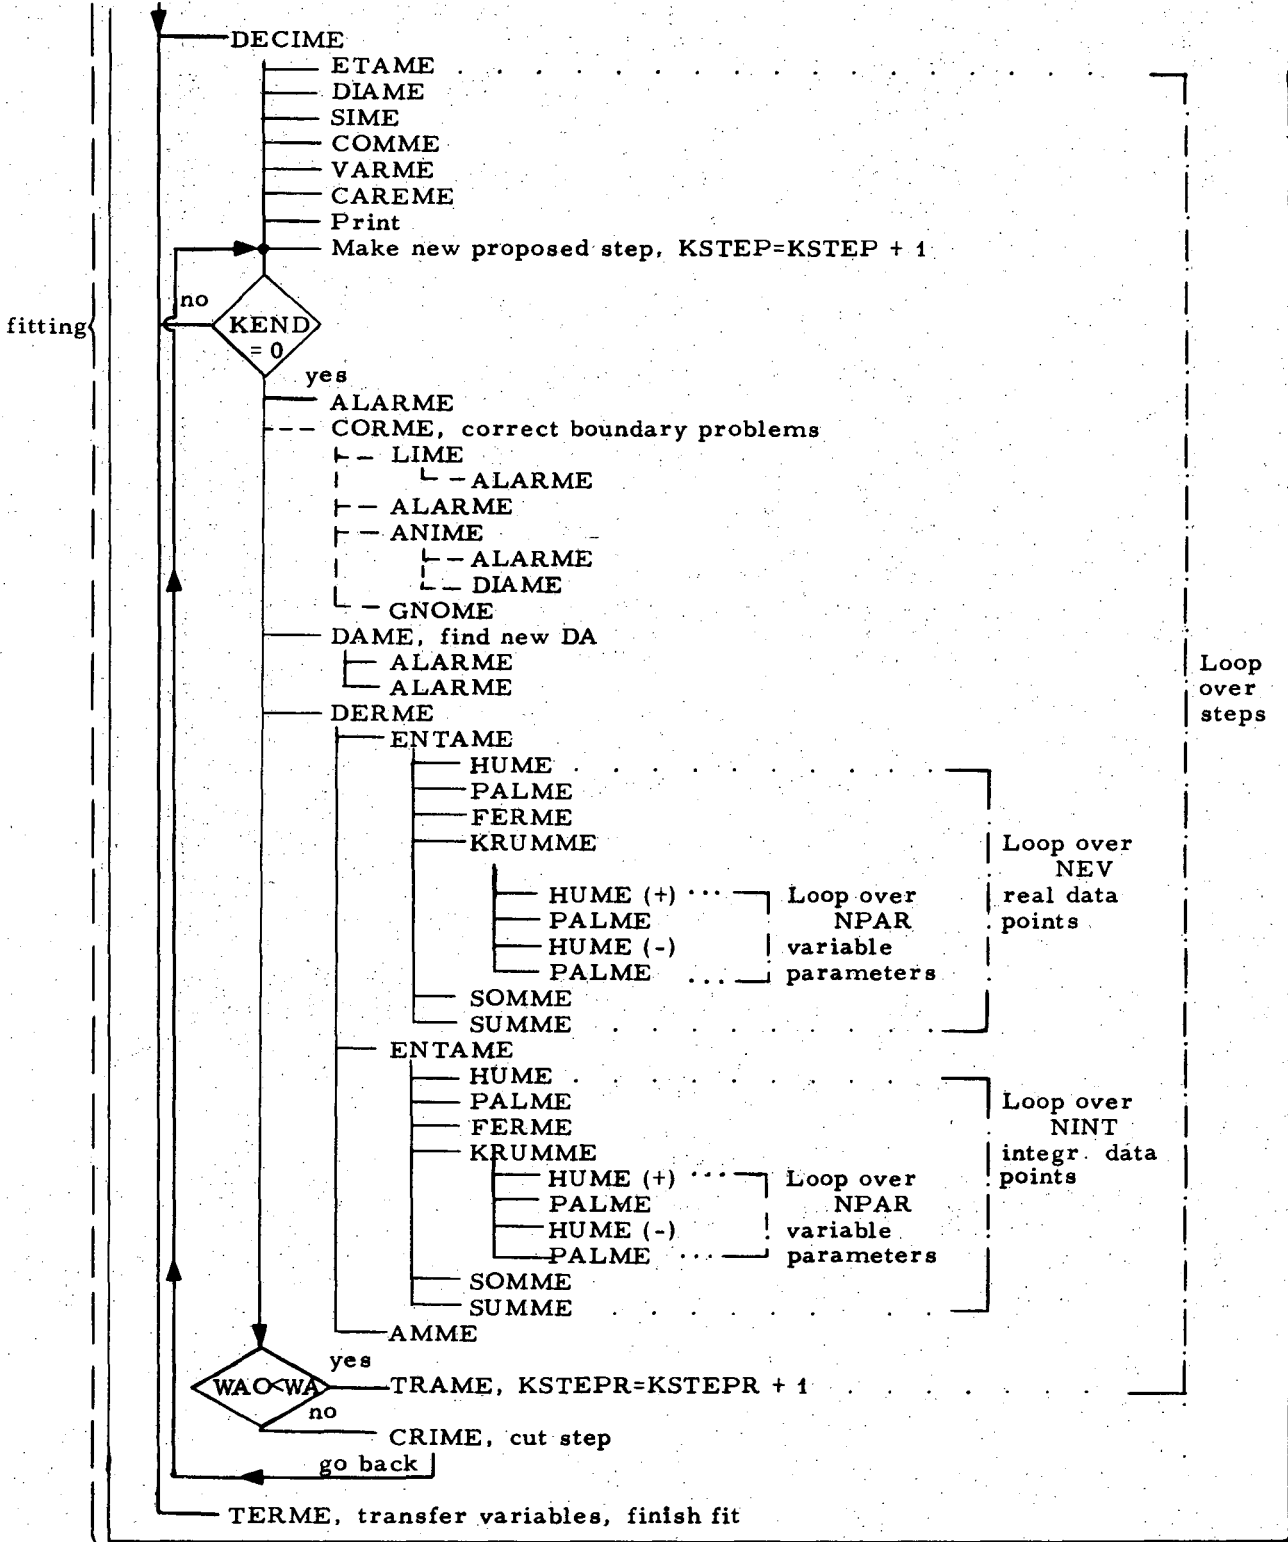 DECIME
ETAME
DIAME
SIME
COMME
VARME
CAREME
Print
Make new proposed step, KSTEP=KSTEP + 1
no
fitting
KEND
= 0
yes
ALARME
CORME, correct boundary problems
LIME
ALARME
ALARME
ANIME
ALARME
DIAME
GNOME
DAME, find new DA
ALARME
ALARME
Loop
over
steps
DERME
ENTAME
HUME
PALME
FERME
KRUMME
Loop over
NEV
real data
points
HUME (+)
PALME
HUME (-)
PALME
Loop over
NPAR
variable
parameters
SOMME
SUMME
ENTAME
HUME
PALME
FERME
KRUMME
Loop over
NINT
integr. data
points
HUME (+)
PALME
HUME (-)
PALME
Loop over
NPAR
variable
parameters
SOMME
SUMME
AMME
yes
WAO<WA
TRAME, KSTEPR=KSTEPR + 1
no
CRIME, cut step
go back
TERME, transfer variables, finish fit